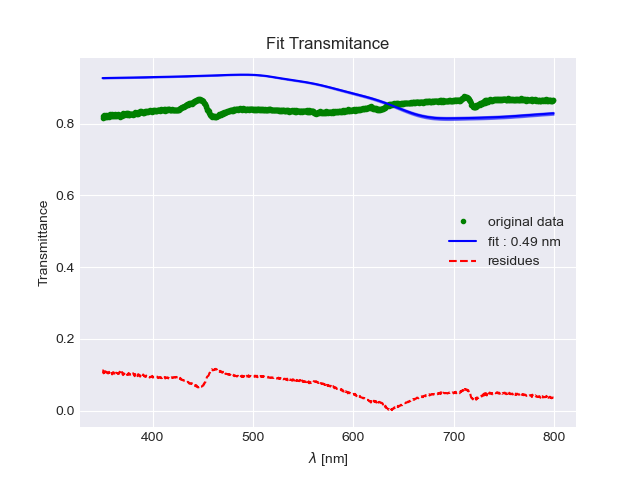 Fit Transmitance
Transmittance
0.8
0.6
0.4
0.2
0.0
original data
fit : 0.49 nm
residues
400
500
600
700
800
λ [nm]